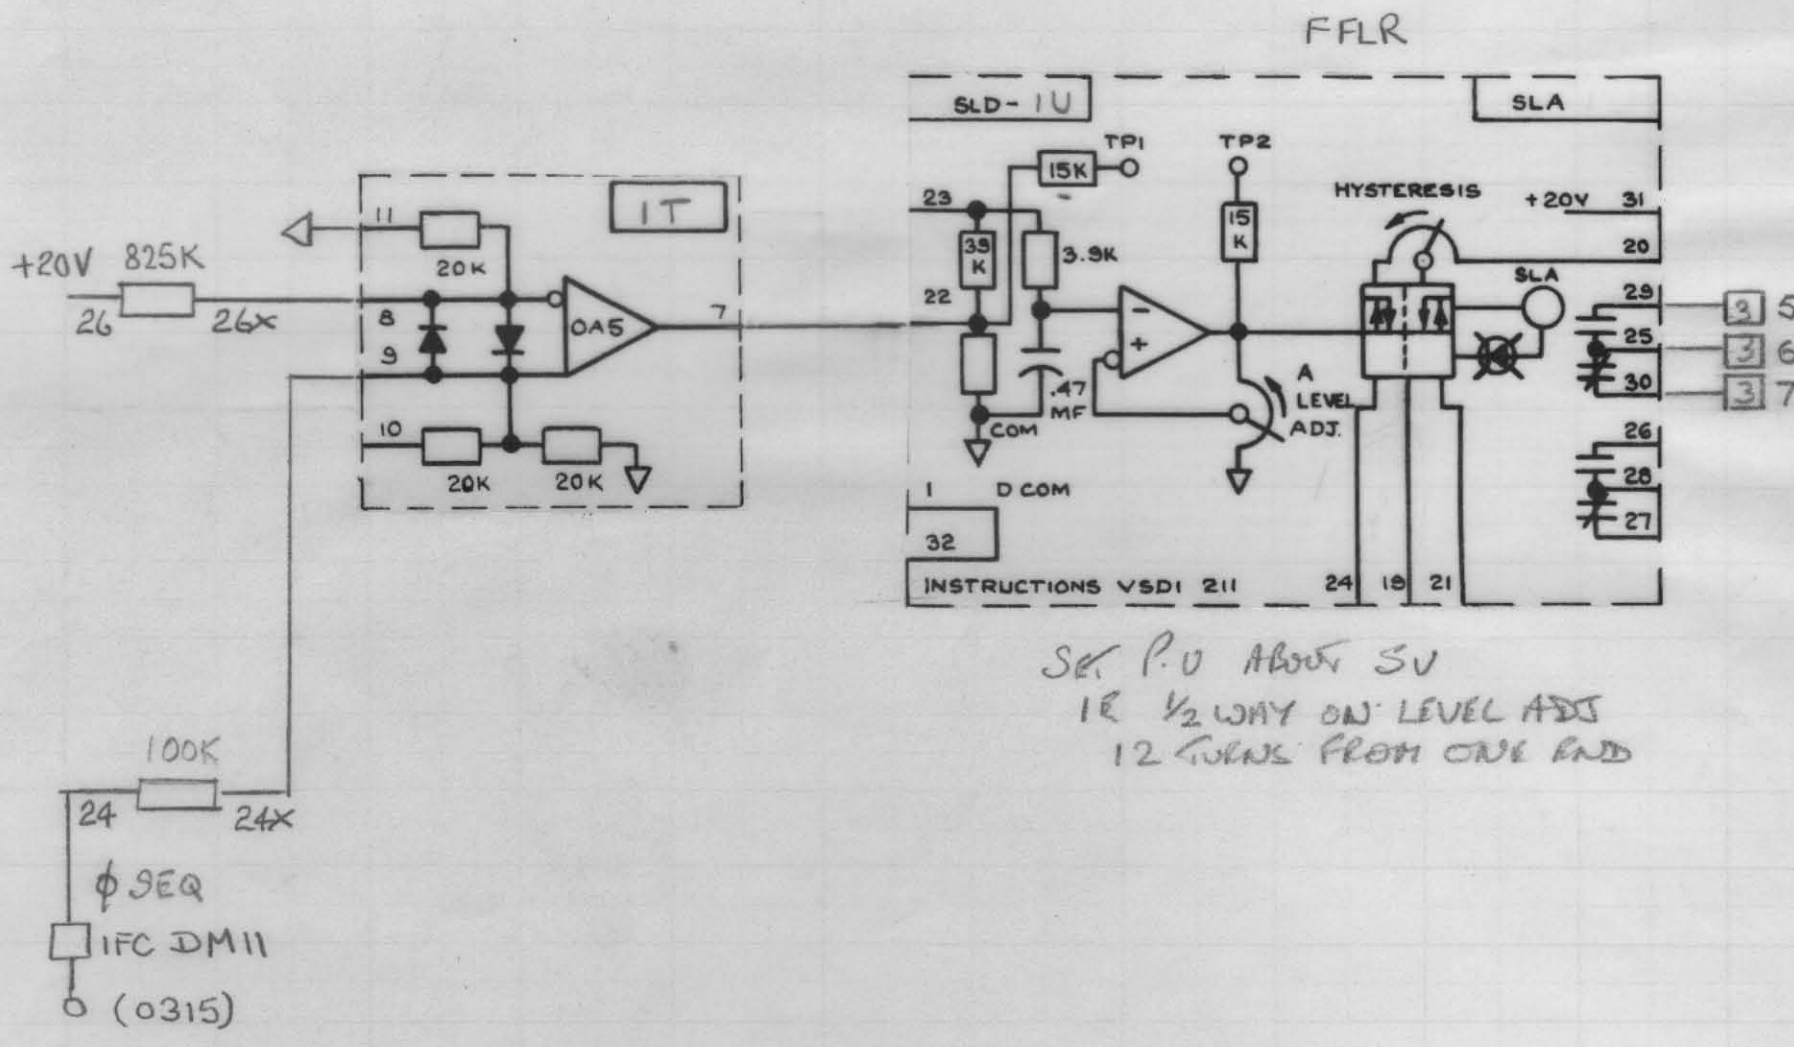 FFLR
SLD- 1U
SLA
TP1
TP2
15K
HYSTERESIS
+20V 31
23
15
K
20
39
K
3.9K
SLA
22
29
25
30
A
LEVEL
ADJ.
.47
MF
COM
26
28
27
1 D COM
32
INSTRUCTIONS VSDI 211
24 19 21
3 5
3 6
3 7
1T
11
20K
+20V 825K
26 26X
8
9
OA5
7
10
20K 20K
SET P.U ABOUT 5V
IE 1/2 WAY ON LEVEL ADJ
12 TURNS FROM ONE END
100K
24 24X
ϕ SEQ
IFC DM11
(0315)